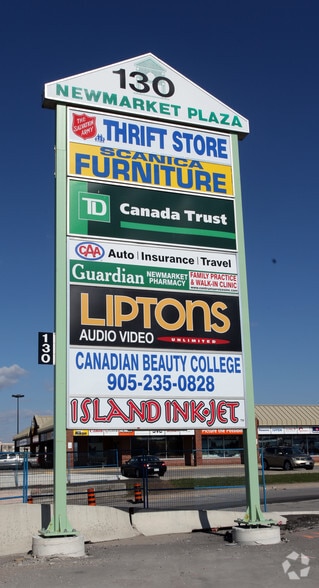 130
NEWMARKET PLAZA
THE SALVATION ARMY
THRIFT STORE
SCANICA
FURNITURE
TD Canada Trust
CAA Auto Insurance Travel
Guardian NEWMARKET PHARMACY
FAMILY PRACTICE & WALK-IN CLINIC
LIPTONS
AUDIO VIDEO UNLIMITED
CANADIAN BEAUTY COLLEGE
905-235-0828
ISLAND INK•JET
130
CoStar